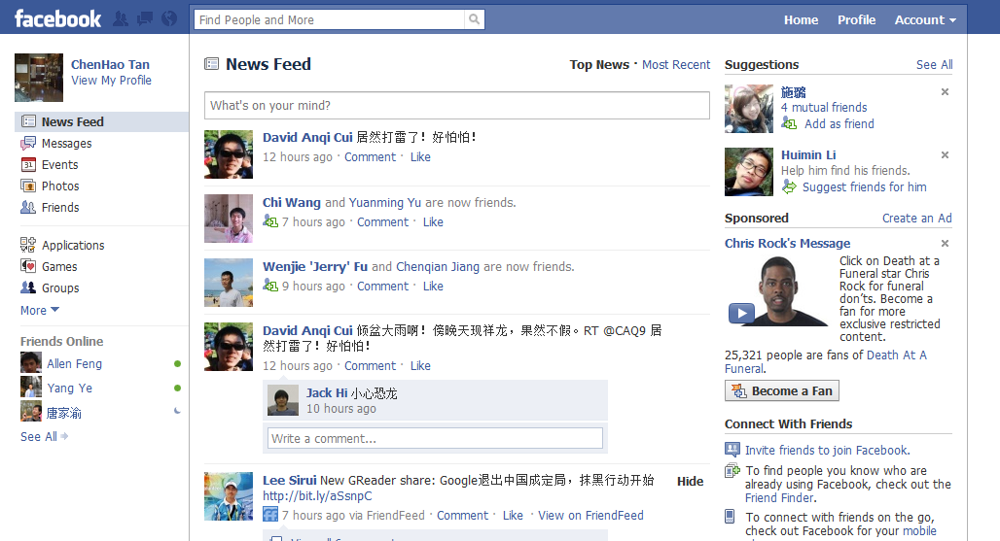 facebook
Find People and More
Home Profile Account
ChenHao Tan
View My Profile
News Feed
Messages
31
Events
Photos
Friends
Applications
Games
Groups
More
Friends Online
Allen Feng
Yang Ye
唐家渝
See All
News Feed
Top News · Most Recent
What's on your mind?
David Anqi Cui 居然打雷了！好怕怕！
12 hours ago · Comment · Like
Chi Wang and Yuanming Yu are now friends.
7 hours ago · Comment · Like
Wenjie 'Jerry' Fu and Chenqian Jiang are now friends.
9 hours ago · Comment · Like
David Anqi Cui 倾盆大雨啊！傍晚天现祥龙，果然不假。RT @CAQ9 居
然打雷了！好怕怕！
12 hours ago · Comment · Like
Jack Hi 小心恐龙
10 hours ago
Write a comment...
Lee Sirui New GReader share: Google退出中国成定局，抹黑行动开始
http://bit.ly/aSsnpC
Hide
7 hours ago via FriendFeed · Comment · Like · View on FriendFeed
Suggestions
See All
施璐
4 mutual friends
Add as friend
Huimin Li
Help him find his friends.
Suggest friends for him
Sponsored
Create an Ad
Chris Rock's Message
Click on Death at a
Funeral star Chris
Rock for funeral
don'ts. Become a
fan for more
exclusive restricted
content.
25,321 people are fans of Death At A
Funeral.
Become a Fan
Connect With Friends
Invite friends to join Facebook.
To find people you know who are
already using Facebook, check out the
Friend Finder.
To connect with friends on the go,
check out Facebook for your mobile